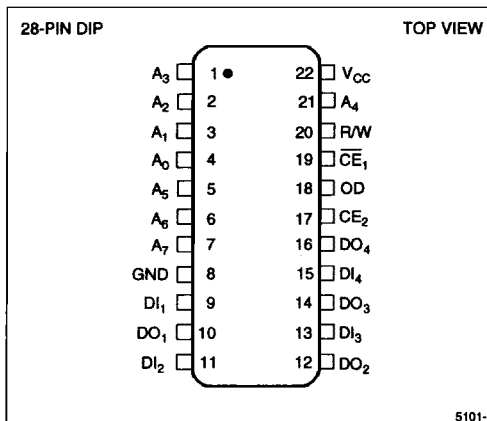 28-PIN DIP TOP VIEW
A3 1 22 VCC
A2 2 21 A4
A1 3 20 R/W
A0 4 19 CE1
A5 5 18 OD
A6 6 17 CE2
A7 7 16 DO4
GND 8 15 DI4
DI1 9 14 DO3
DO1 10 13 DI3
DI2 11 12 DO2
5101-